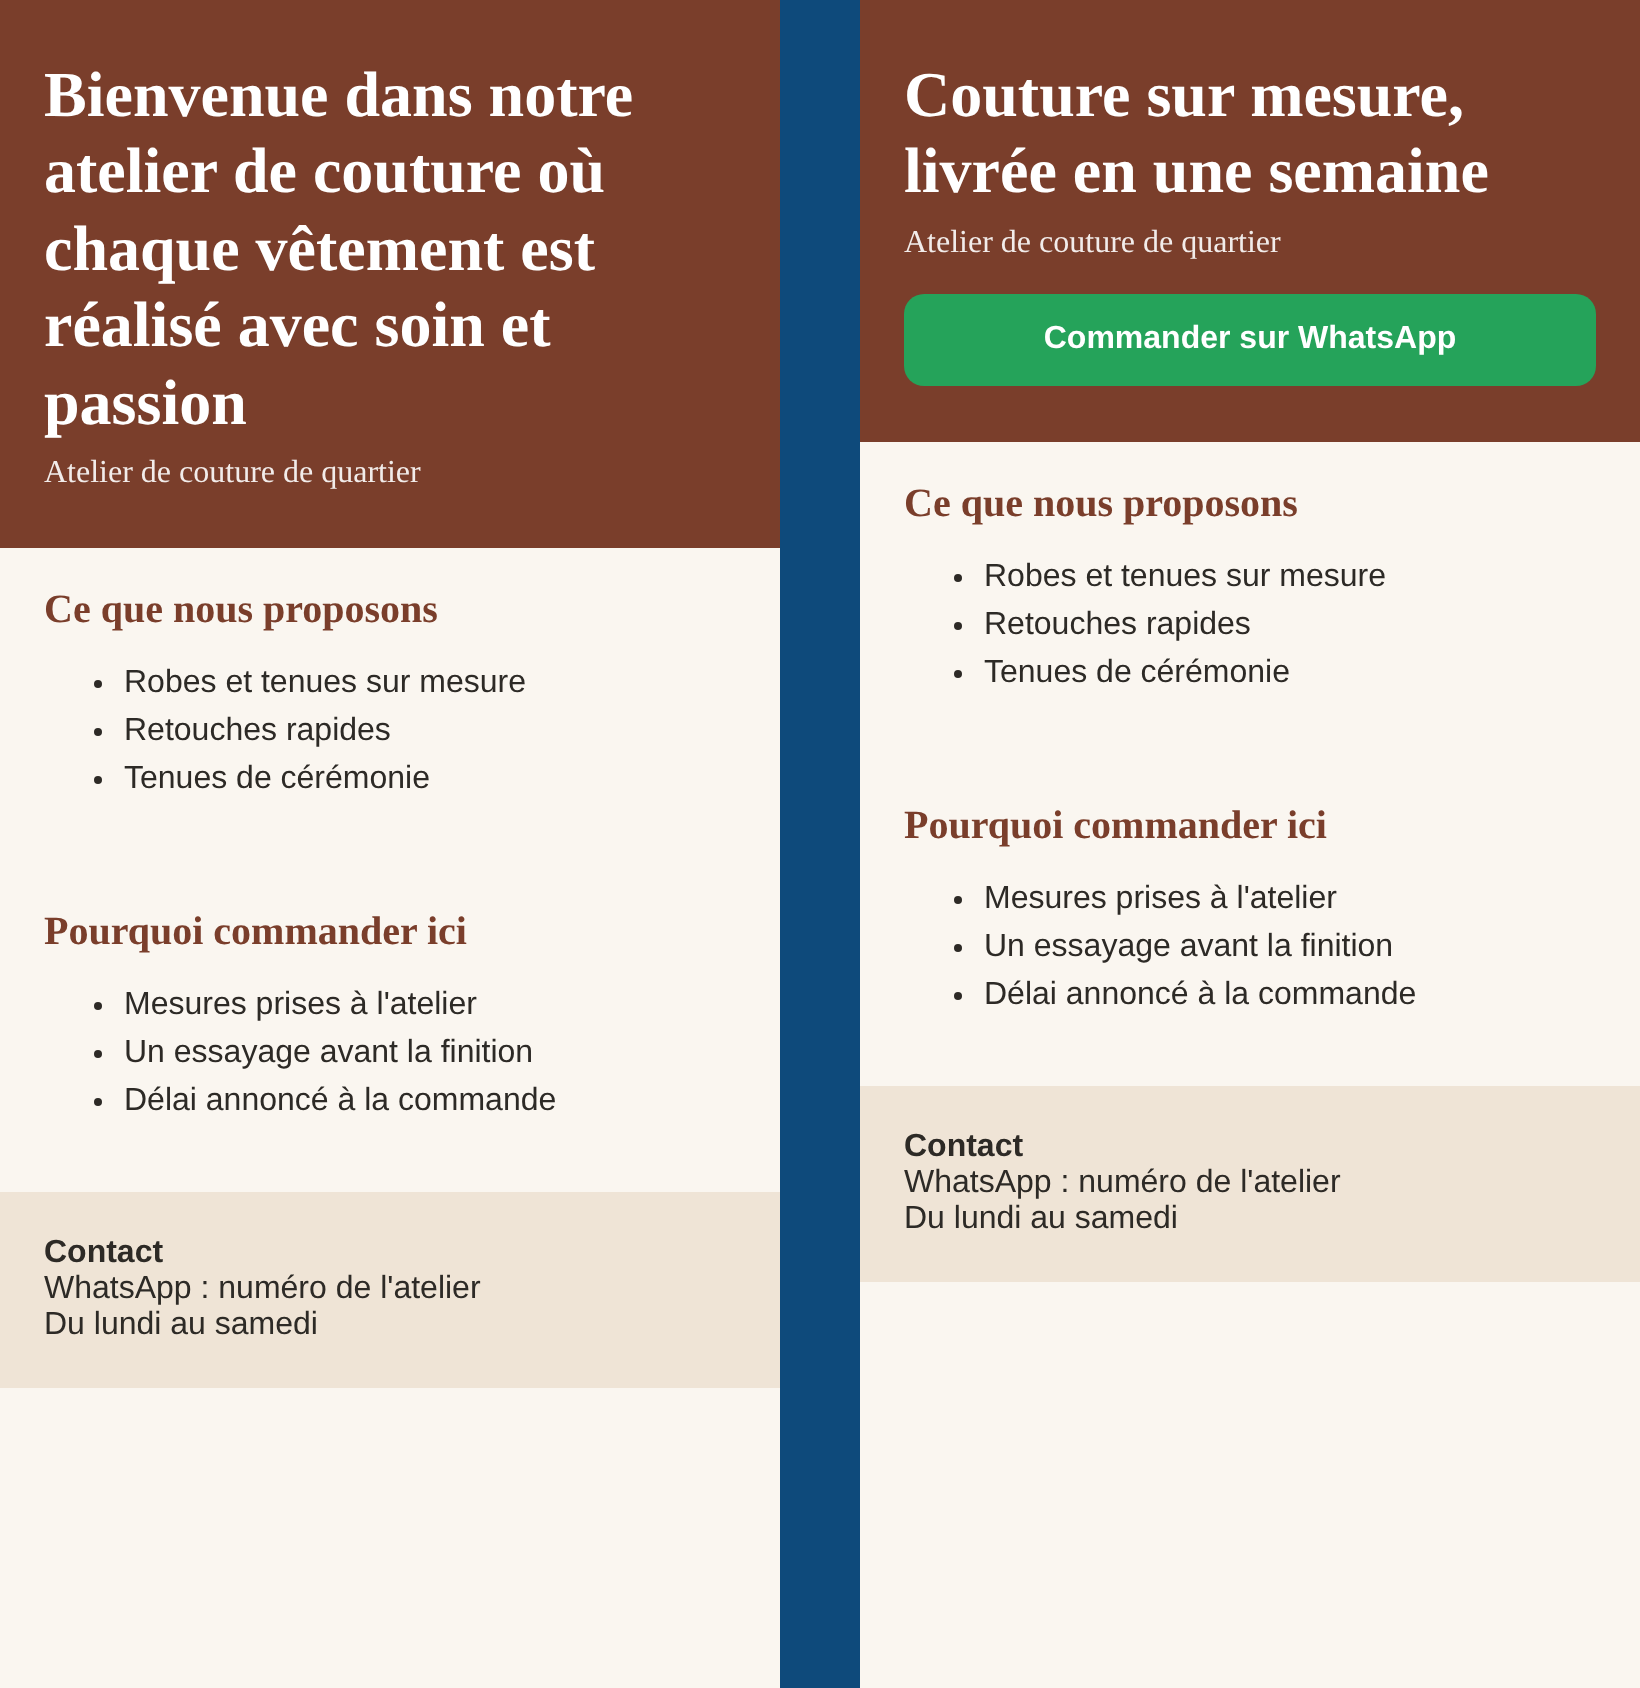 Bienvenue dans notre
atelier de couture où
chaque vêtement est
réalisé avec soin et
passion
Atelier de couture de quartier
Ce que nous proposons
• Robes et tenues sur mesure
• Retouches rapides
• Tenues de cérémonie
Pourquoi commander ici
• Mesures prises à l'atelier
• Un essayage avant la finition
• Délai annoncé à la commande
Contact
WhatsApp : numéro de l'atelier
Du lundi au samedi
Couture sur mesure,
livrée en une semaine
Atelier de couture de quartier
Commander sur WhatsApp
Ce que nous proposons
• Robes et tenues sur mesure
• Retouches rapides
• Tenues de cérémonie
Pourquoi commander ici
• Mesures prises à l'atelier
• Un essayage avant la finition
• Délai annoncé à la commande
Contact
WhatsApp : numéro de l'atelier
Du lundi au samedi